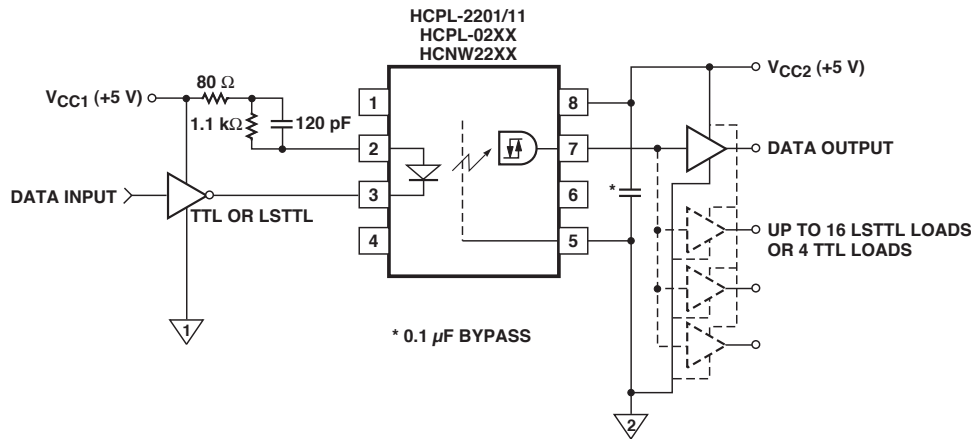 HCPL-2201/11
HCPL-02XX
HCNW22XX
VCC1 (+5 V)
80 Ω
1.1 kΩ
120 pF
1
2
3
4
8
7
6
5
VCC2 (+5 V)
DATA OUTPUT
DATA INPUT
TTL OR LSTTL
*
UP TO 16 LSTTL LOADS
OR 4 TTL LOADS
1
* 0.1 µF BYPASS
2